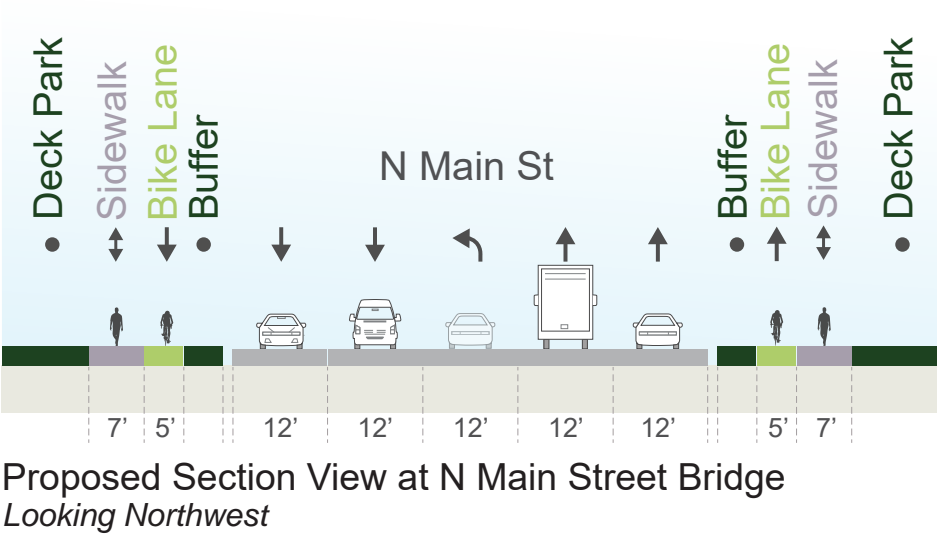 Deck Park
Sidewalk
Bike Lane
Buffer
N Main St
Buffer
Bike Lane
Sidewalk
Deck Park
7’ 5’ 12’ 12’ 12’ 12’ 12’ 5’ 7’
Proposed Section View at N Main Street Bridge
Looking Northwest